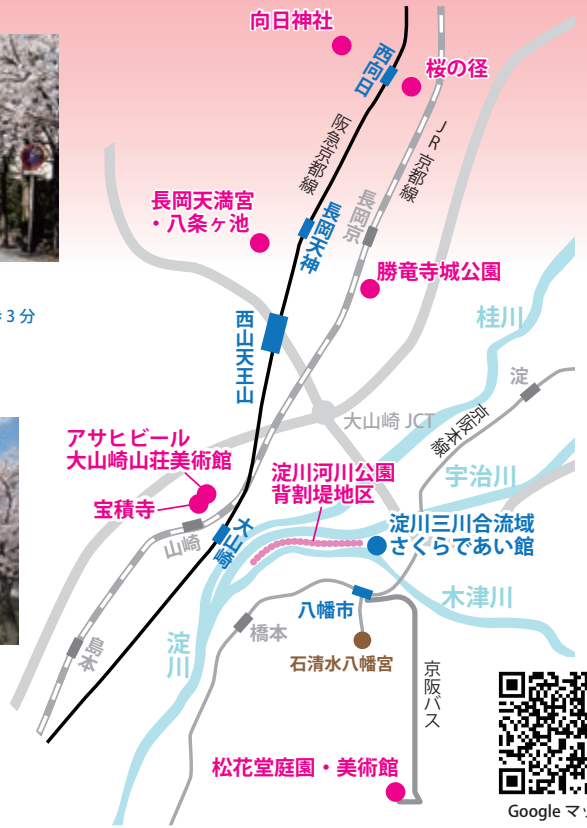 向日神社
西向日
桜の径
阪急京都線
JR京都線
長岡天満宮
・八条ヶ池
長岡天神
長岡京
勝竜寺城公園
3分
西山天王山
桂川
淀
大山崎JCT
京阪本線
アサヒビール
大山崎山荘美術館
淀川河川公園
背割堤地区
宇治川
宝積寺
大山崎
山崎
淀川三川合流域
さくらであい館
八幡市
木津川
橋本
島本
淀川
石清水八幡宮
京阪バス
松花堂庭園・美術館
Google マッ